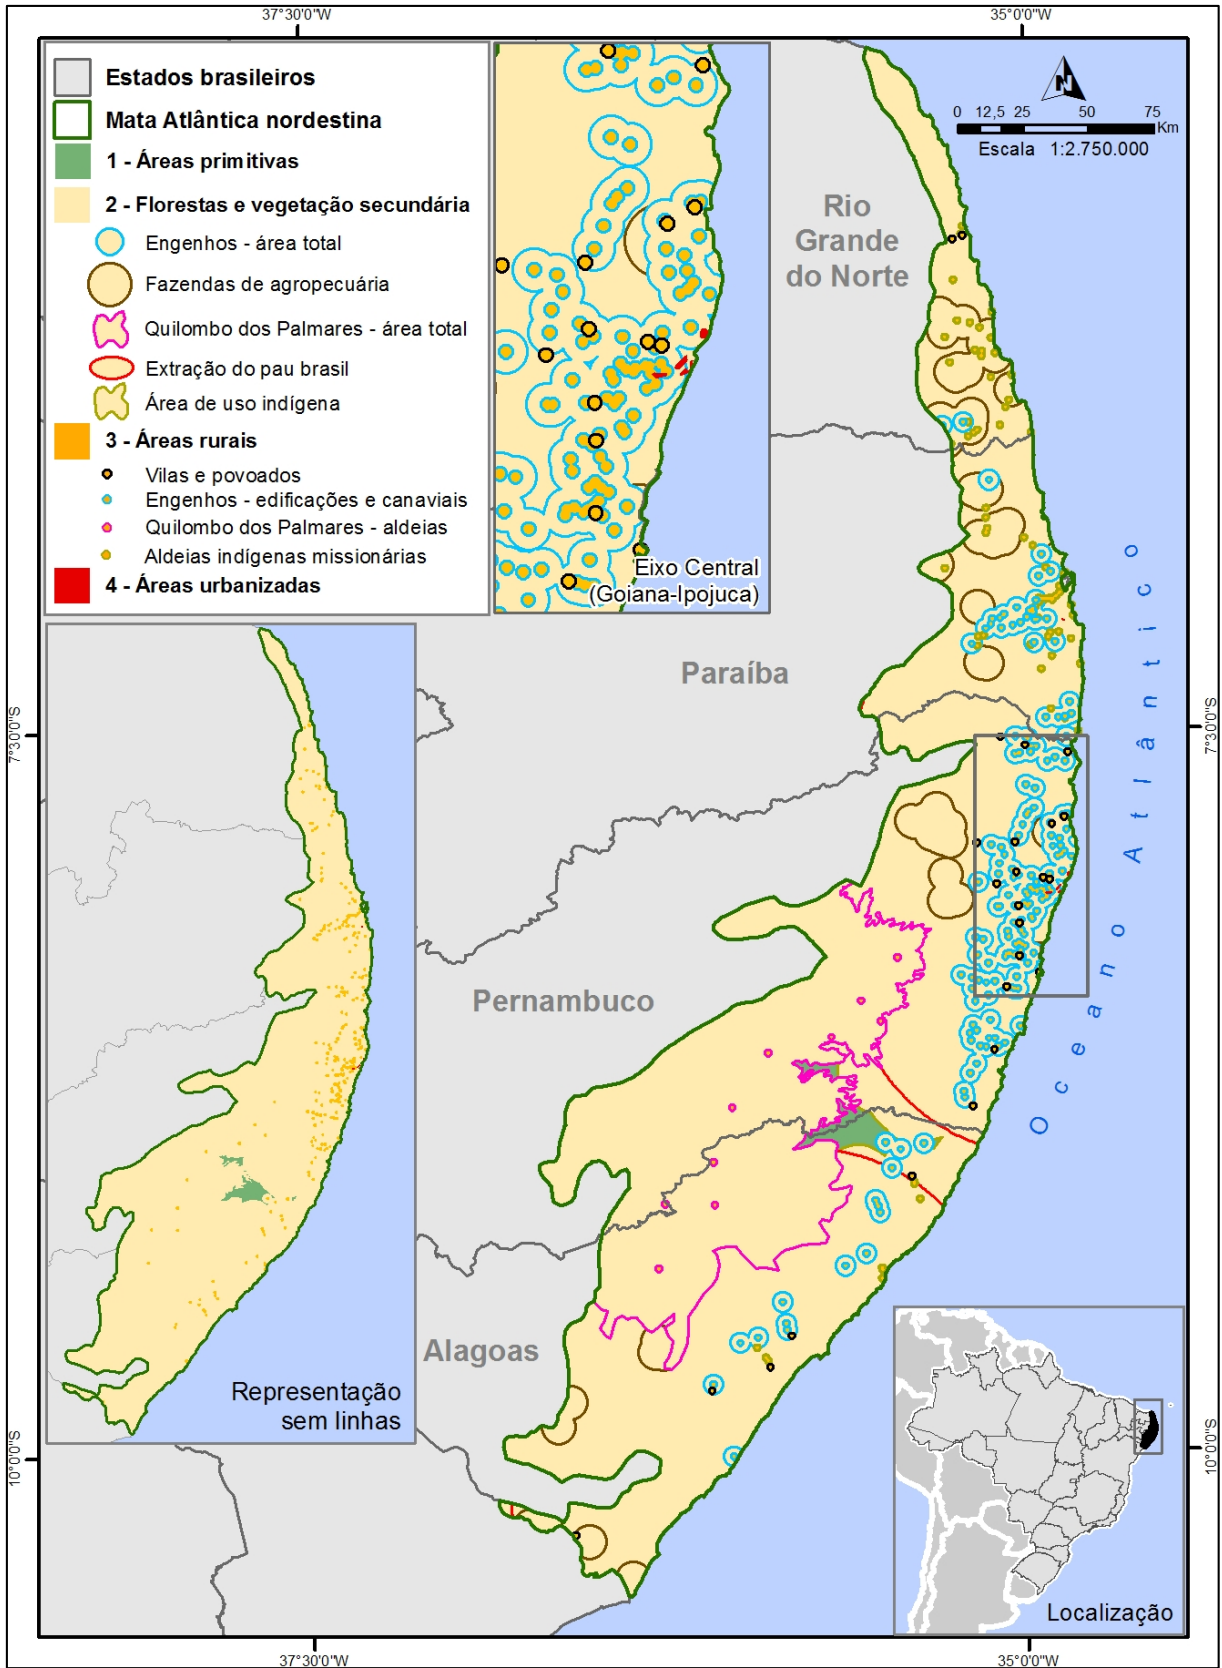 37°30'0"W
35°0'0"W
Estados brasileiros
Mata Atlântica nordestina
1 - Áreas primitivas
2 - Florestas e vegetação secundária
Engenhos - área total
Fazendas de agropecuária
Quilombo dos Palmares - área total
Extração do pau brasil
Área de uso indígena
3 - Áreas rurais
Vilas e povoados
Engenhos - edificações e canaviais
Quilombo dos Palmares - aldeias
Aldeias indígenas missionárias
4 - Áreas urbanizadas
Eixo Central
(Goiana-Ipojuca)
N
0 12,5 25 50 75
Km
Escala 1:2.750.000
Rio
Grande
do Norte
Paraíba
Pernambuco
Alagoas
Oceano Atlântico
7°30'0"S
7°30'0"S
Representação
sem linhas
10°0'0"S
10°0'0"S
Localização
37°30'0"W
35°0'0"W